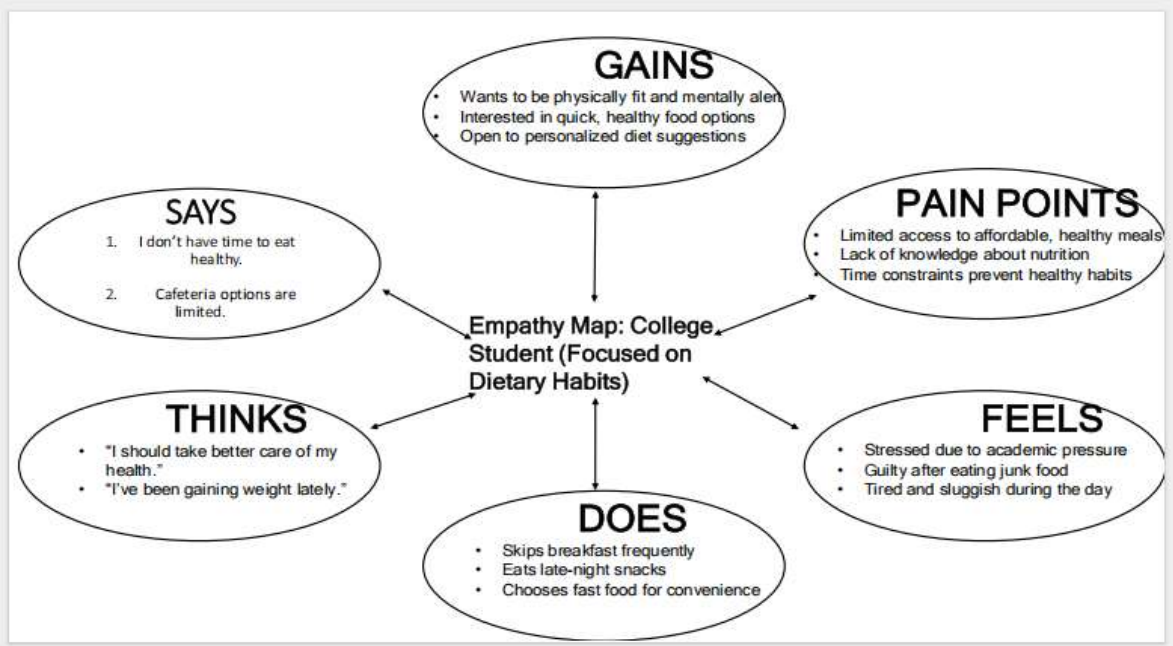 GAINS
• Wants to be physically fit and mentally alert
• Interested in quick, healthy food options
• Open to personalized diet suggestions
SAYS
1. I don't have time to eat
healthy.
2. Cafeteria options are
limited.
PAIN POINTS
• Limited access to affordable, healthy meals
• Lack of knowledge about nutrition
• Time constraints prevent healthy habits
Empathy Map: College
Student (Focused on
Dietary Habits)
THINKS
• "I should take better care of my
health."
• "I've been gaining weight lately."
FEELS
• Stressed due to academic pressure
• Guilty after eating junk food
• Tired and sluggish during the day
DOES
• Skips breakfast frequently
• Eats late-night snacks
• Chooses fast food for convenience